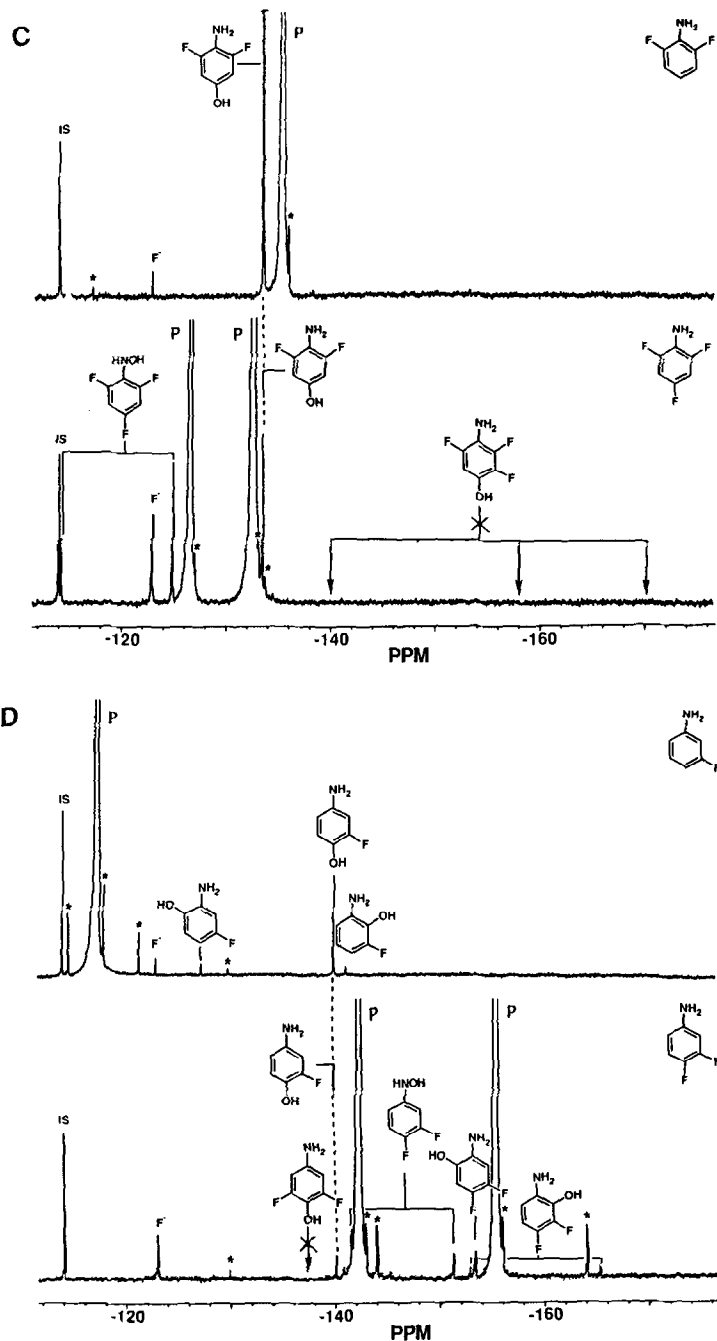 C
NH₂
F F
OH
P
NH₂
F F
IS
*
F⁻
*
P
P
HNOH
F F
F
IS
NH₂
F F
OH
NH₂
F F
F
NH₂
F F
F
OH
F⁻
*
*
*
-120 -140 -160
PPM
D
P
NH₂
F
IS
*
*
NH₂
HO
F
*
F⁻
*
NH₂
F
OH
NH₂
OH
F
P
P
NH₂
F
F
NH₂
F
OH
HNOH
F
F
NH₂
HO
F
F
NH₂
OH
F
F
IS
NH₂
F F
OH
F⁻
*
*
*
*
*
-120 -140 -160
PPM